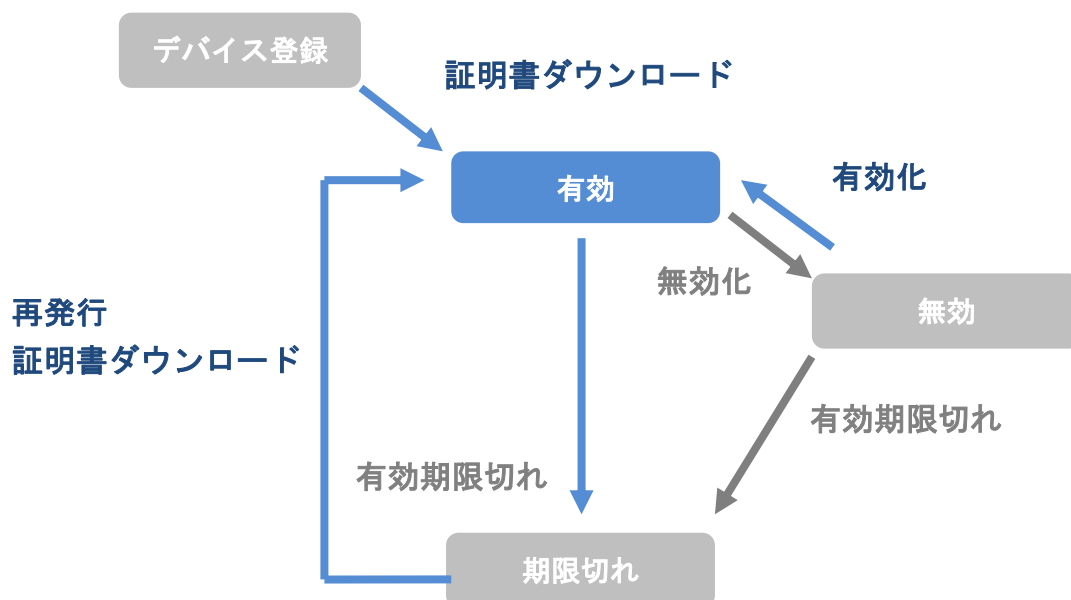 デバイス登録
証明書ダウンロード
有効
有効化
無効化
無効
再発行
証明書ダウンロード
有効期限切れ
有効期限切れ
期限切れ